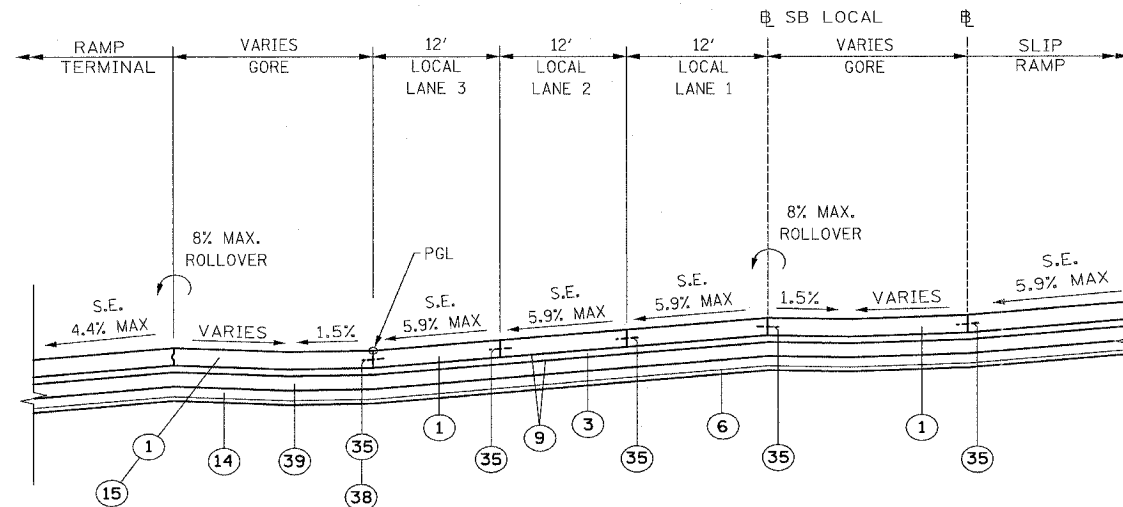 ℄ SB LOCAL
℄
RAMP
TERMINAL
VARIES
GORE
12'
LOCAL
LANE 3
12'
LOCAL
LANE 2
12'
LOCAL
LANE 1
VARIES
GORE
SLIP
RAMP
8% MAX.
ROLLOVER
PGL
8% MAX.
ROLLOVER
S.E.
4.4% MAX
VARIES
1.5%
S.E.
5.9% MAX
S.E.
5.9% MAX
S.E.
5.9% MAX
1.5%
VARIES
S.E.
5.9% MAX
1
15
14
39
35
38
1
35
9
3
35
6
35
1
35